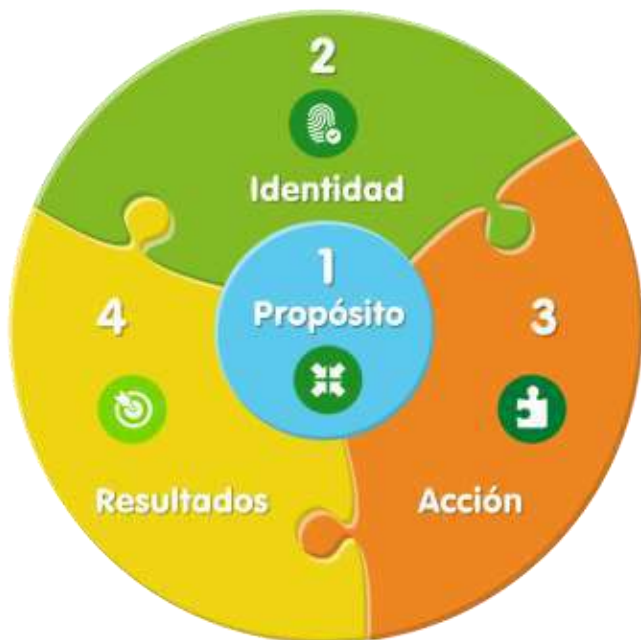 2
Identidad
1
Propósito
3
Acción
4
Resultados